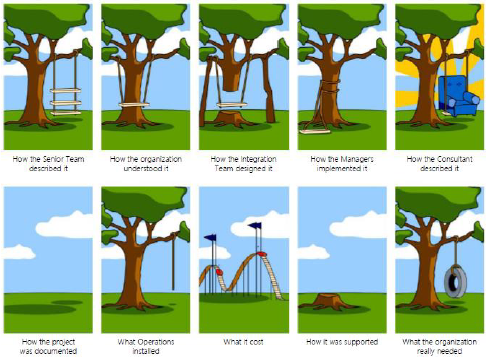 How the Senior Team
described it
How the organization
understood it
How the Integration
Team designed it
How the Managers
implemented it
How the Consultant
described it
How the project
was documented
What Operations
installed
What it cost
How it was supported
What the organization
really needed